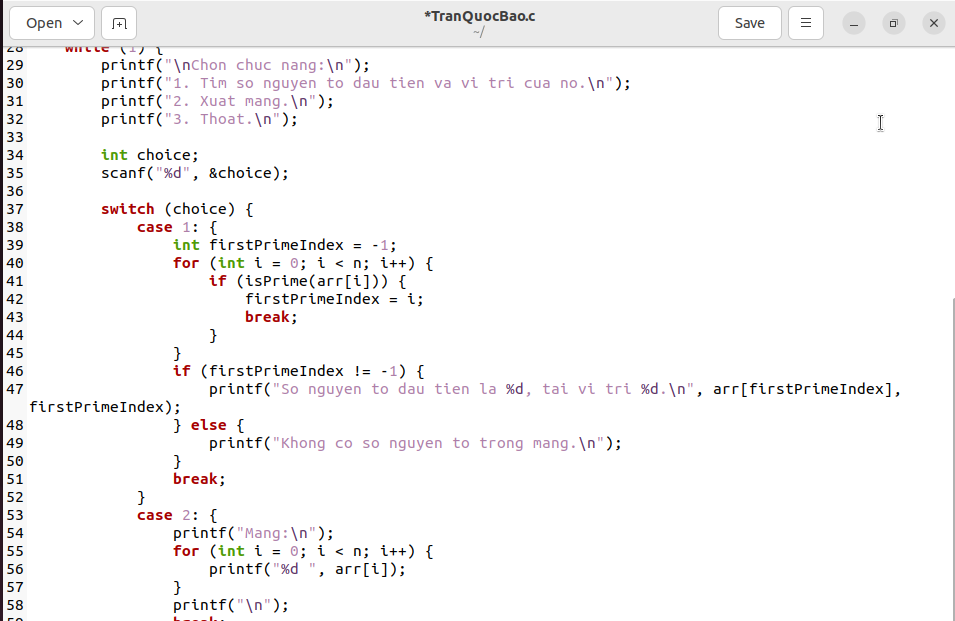 Open
*TranQuocBao.c
~/
Save
28     while (1) {
29         printf("\nChon chuc nang:\n");
30         printf("1. Tim so nguyen to dau tien va vi tri cua no.\n");
31         printf("2. Xuat mang.\n");
32         printf("3. Thoat.\n");
33
34         int choice;
35         scanf("%d", &choice);
36
37         switch (choice) {
38             case 1: {
39                 int firstPrimeIndex = -1;
40                 for (int i = 0; i < n; i++) {
41                     if (isPrime(arr[i])) {
42                         firstPrimeIndex = i;
43                         break;
44                     }
45                 }
46                 if (firstPrimeIndex != -1) {
47                     printf("So nguyen to dau tien la %d, tai vi tri %d.\n", arr[firstPrimeIndex],
firstPrimeIndex);
48                 } else {
49                     printf("Khong co so nguyen to trong mang.\n");
50                 }
51                 break;
52             }
53             case 2: {
54                 printf("Mang:\n");
55                 for (int i = 0; i < n; i++) {
56                     printf("%d ", arr[i]);
57                 }
58                 printf("\n");
59                 break;